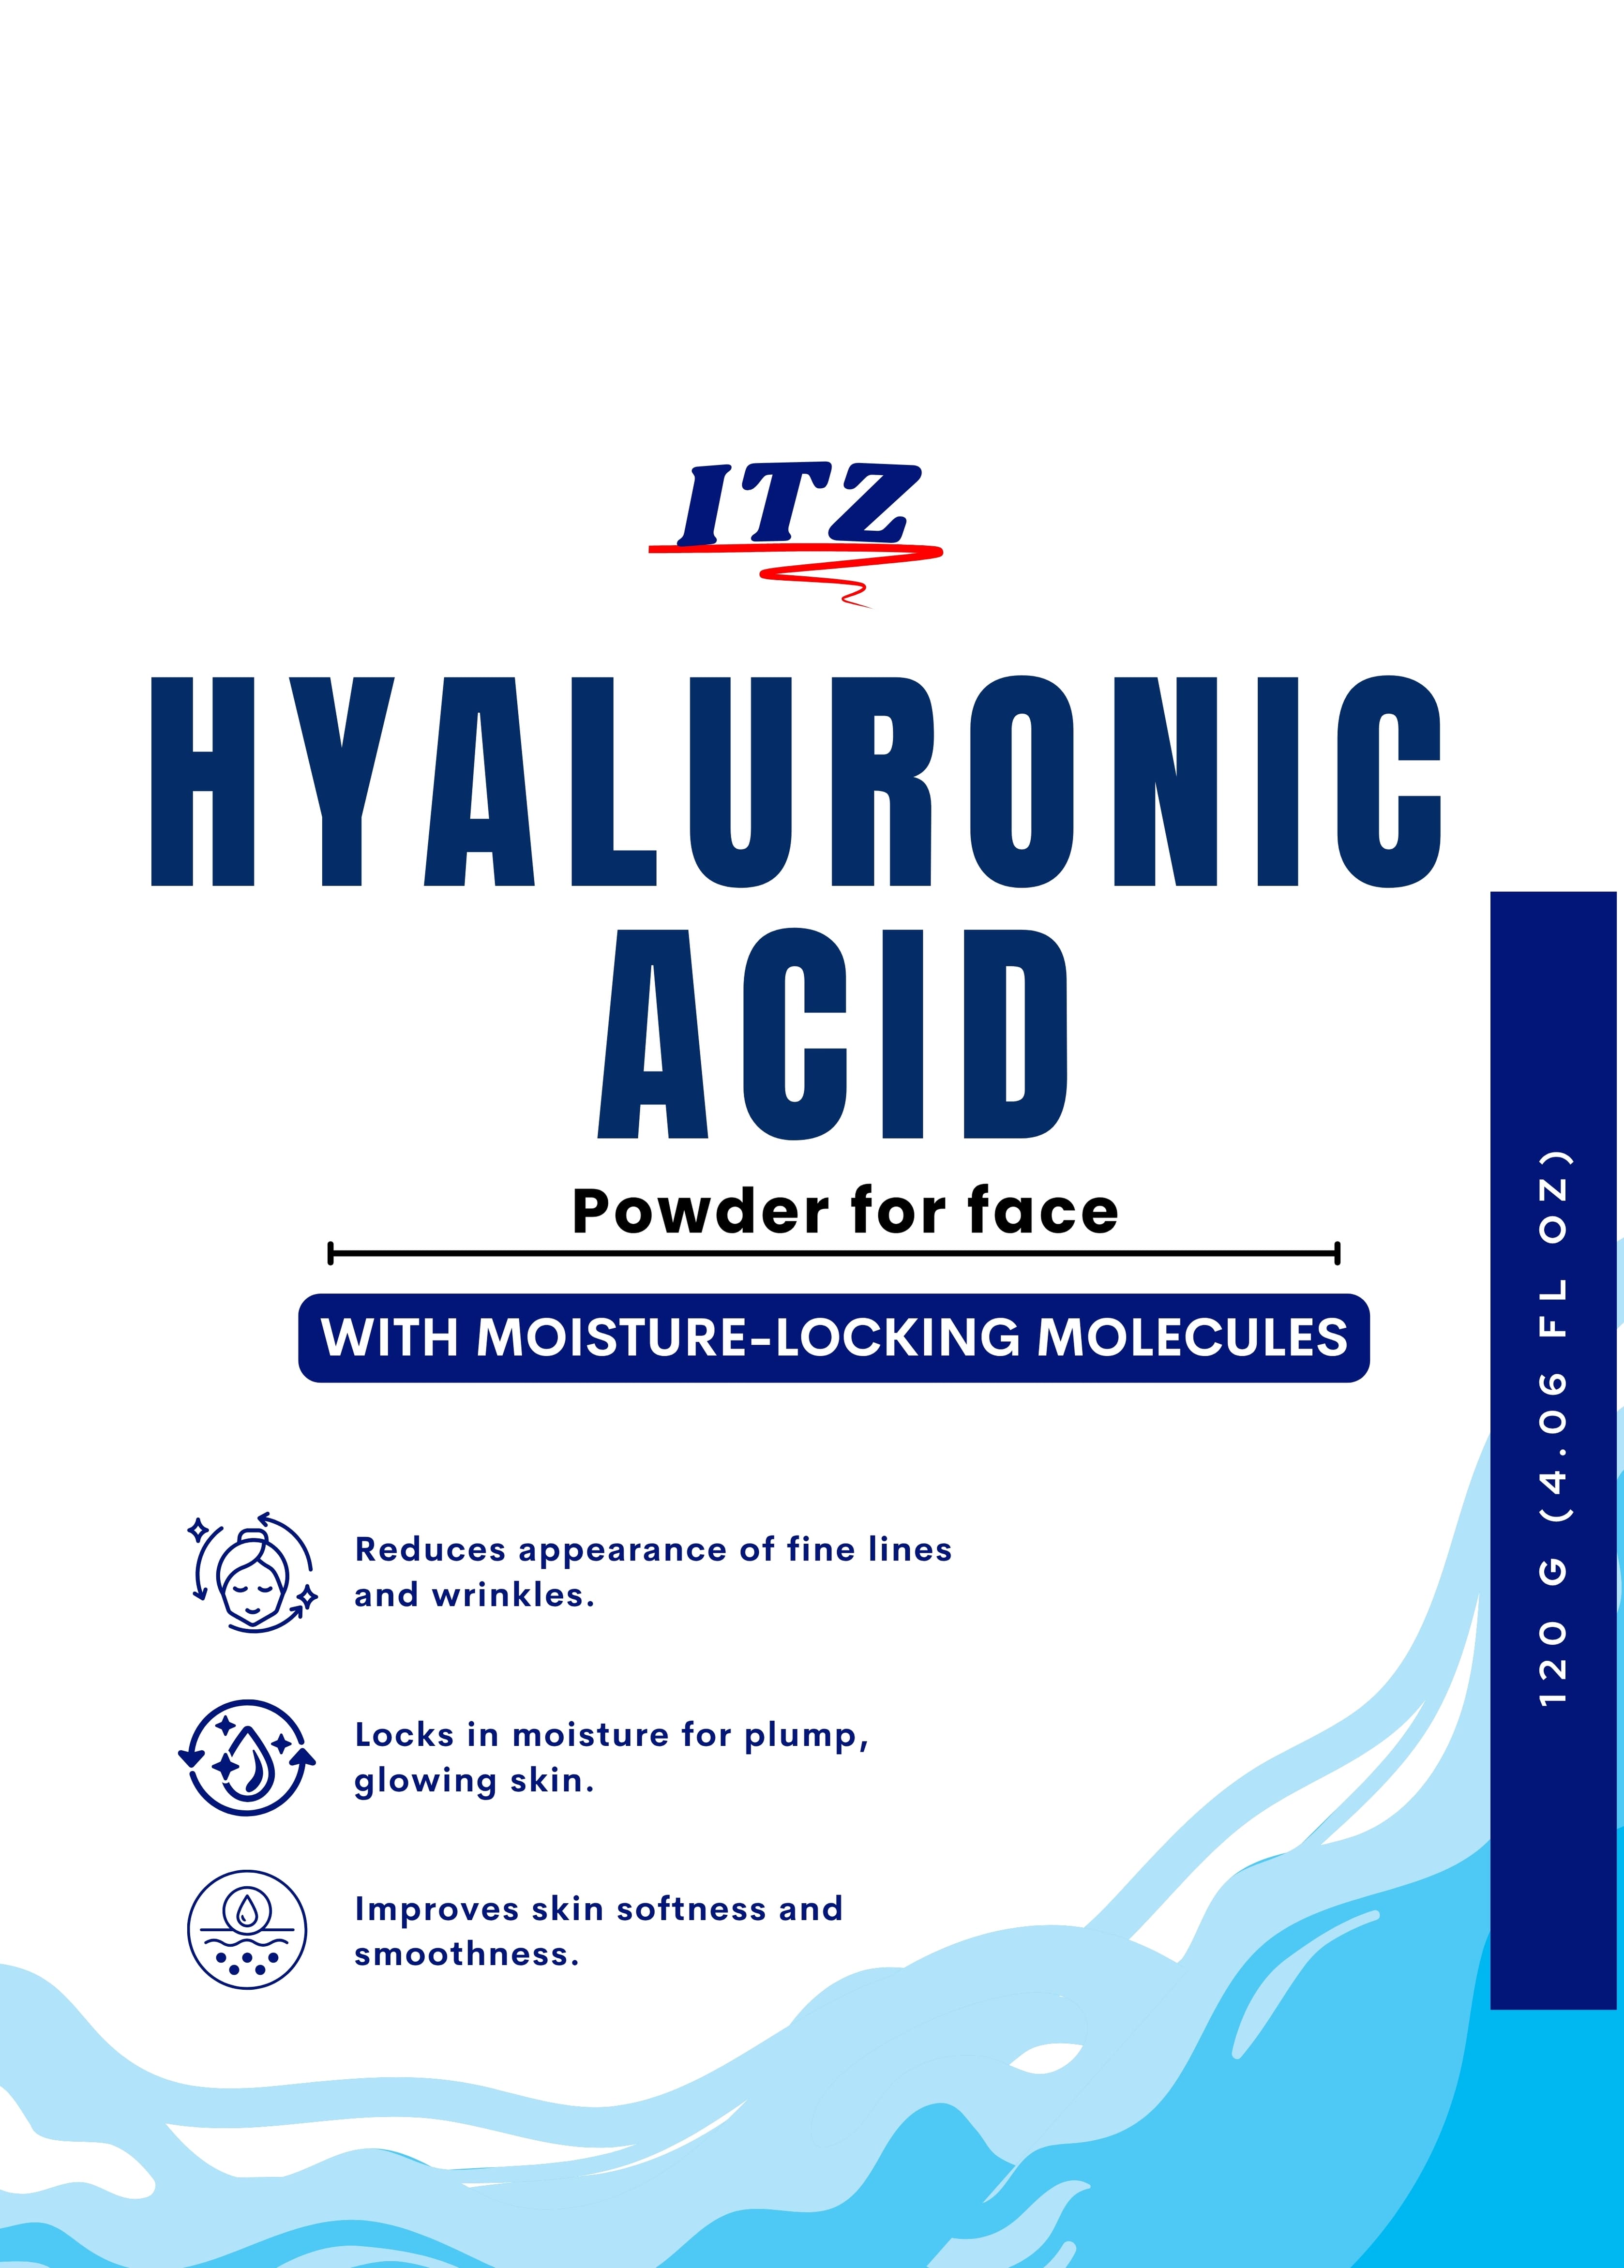 ITZ
HYALURONIC
ACID
Powder for face
WITH MOISTURE-LOCKING MOLECULES
Reduces appearance of fine lines
and wrinkles.
Locks in moisture for plump,
glowing skin.
Improves skin softness and
smoothness.
120 G (4.06 FL OZ)